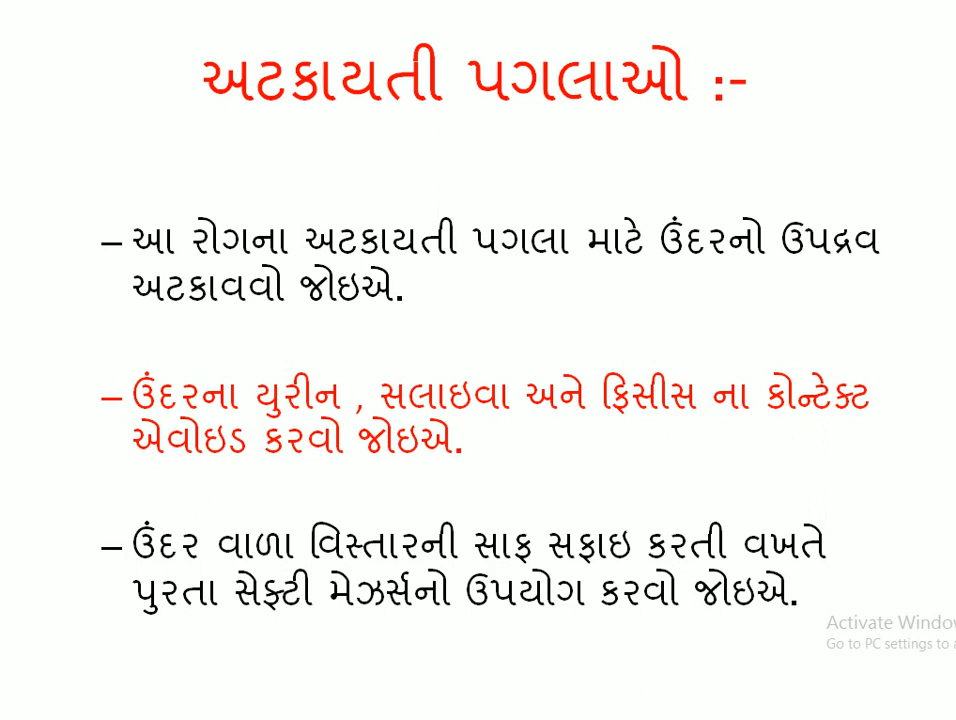 અટકાયતી પગલાઓ :-
– આ રોગના અટકાયતી પગલા માટે ઉંદરનો ઉપદ્રવ
અટકાવવો જોઇએ.
– ઉંદરના યુરીન , સલાઇવા અને ફિસીસ ના કોન્ટેક્ટ
એવોઇડ કરવો જોઇએ.
– ઉંદર વાળા વિસ્તારની સાફ સફાઇ કરતી વખતે
પુરતા સેફ્ટી મેઝર્સનો ઉપયોગ કરવો જોઇએ.
Activate Windo
Go to PC settings to a